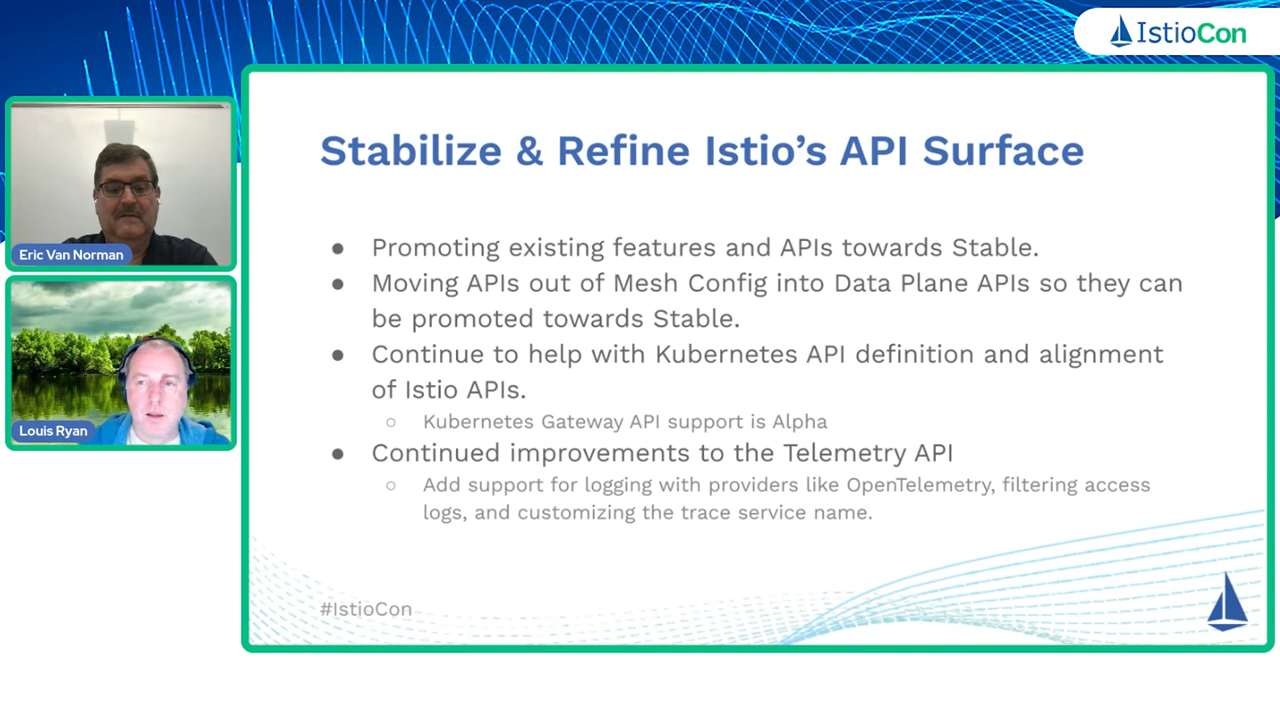 IstioCon
Stabilize & Refine Istio's API Surface
● Promoting existing features and APIs towards Stable.
● Moving APIs out of Mesh Config into Data Plane APIs so they can
be promoted towards Stable.
● Continue to help with Kubernetes API definition and alignment
of Istio APIs.
○ Kubernetes Gateway API support is Alpha
● Continued improvements to the Telemetry API
○ Add support for logging with providers like OpenTelemetry, filtering access
logs, and customizing the trace service name.
#IstioCon
Eric Van Norman
Louis Ryan